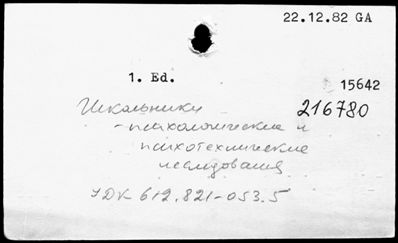 22.12.82 GA
1. Ed.
15642
Школьники 216780
- психологические и
психотехнические
исследования
УДК 612.821-053.5